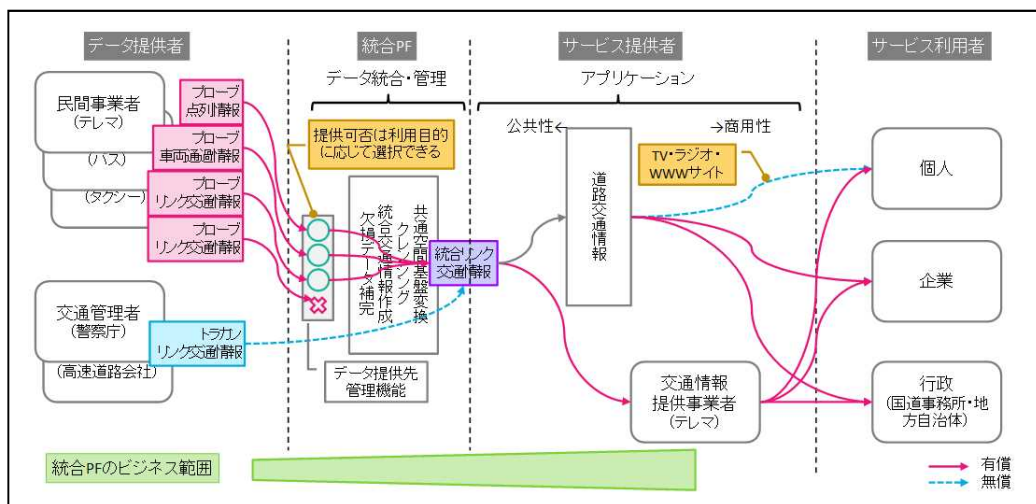 データ提供者
統合PF
サービス提供者
サービス利用者
民間事業者
(テレマ)
(バス)
(タクシー)
プローブ
点列情報
プローブ
車両通過情報
プローブ
リンク交通情報
プローブ
リンク交通情報
交通管理者
(警察庁)
(高速道路会社)
トラカン
リンク交通情報
データ統合・管理
提供可否は利用目的
に応じて選択できる
共通空間基盤変換
クレンジング
統合交通情報作成
欠損データ補完
統合リンク
交通情報
データ提供先
管理機能
アプリケーション
公共性←
→商用性
道路交通情報
TV・ラジオ・
WWWサイト
交通情報
提供事業者
(テレマ)
個人
企業
行政
(国道事務所・地
方自治体)
統合PFのビジネス範囲
有償
無償